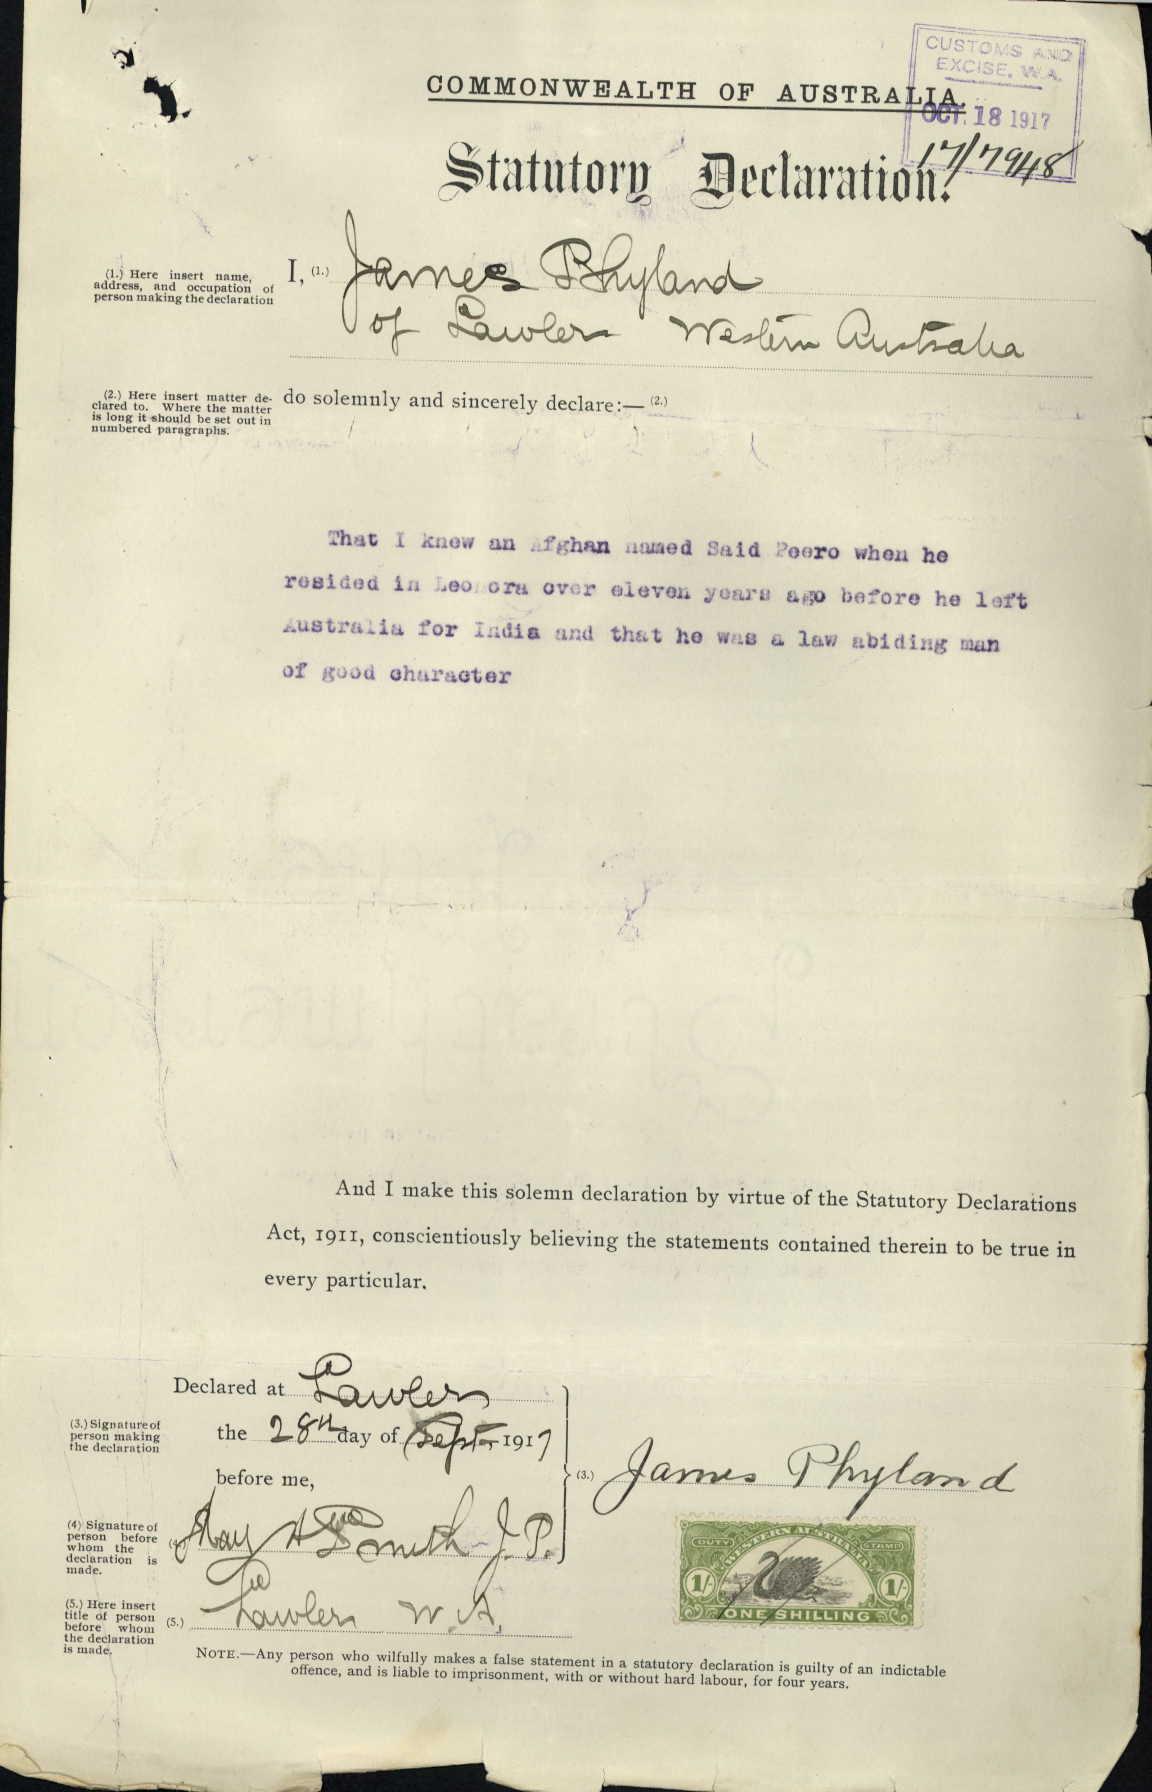 CUSTOMS AND
EXCISE, W.A.
OCT. 18 1917
17/7948
COMMONWEALTH OF AUSTRALIA.
Statutory Declaration.
(1.) Here insert name,
address, and occupation of
person making the declaration
I, (1.) James Phyland
of Lawlers Western Australia
(2.) Here insert matter de-
clared to. Where the matter
is long it should be set out in
numbered paragraphs.
do solemnly and sincerely declare:— (2.)
That I knew an Afghan named Said Peero when he
resided in Leonora over eleven years ago before he left
Australia for India and that he was a law abiding man
of good character
And I make this solemn declaration by virtue of the Statutory Declarations
Act, 1911, conscientiously believing the statements contained therein to be true in
every particular.
Declared at Lawlers
the 28th day of Sept 1917
before me,
(3.) Signature of
person making
the declaration
(3.) James Phyland
(4) Signature of
person before
whom the
declaration is
made.
Smith J.P.
(5.) Here insert
title of person
before whom
the declaration
is made.
(5.) Lawlers W.A.
DUTY WESTERN AUSTRALIA STAMP
1/- 1/-
ONE SHILLING
NOTE.—Any person who wilfully makes a false statement in a statutory declaration is guilty of an indictable
offence, and is liable to imprisonment, with or without hard labour, for four years.